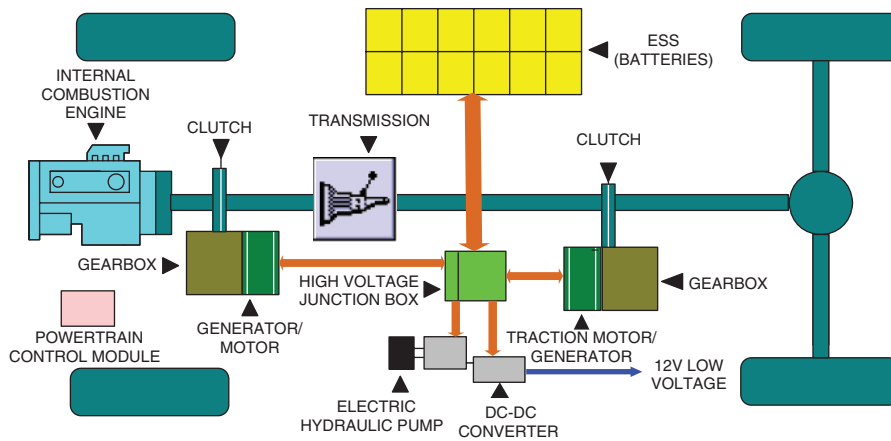 ESS
(BATTERIES)
INTERNAL
COMBUSTION
ENGINE
CLUTCH
TRANSMISSION
CLUTCH
GEARBOX
HIGH VOLTAGE
JUNCTION BOX
GEARBOX
POWERTRAIN
CONTROL MODULE
GENERATOR/
MOTOR
TRACTION MOTOR/
GENERATOR
12V LOW
VOLTAGE
ELECTRIC
HYDRAULIC PUMP
DC-DC
CONVERTER